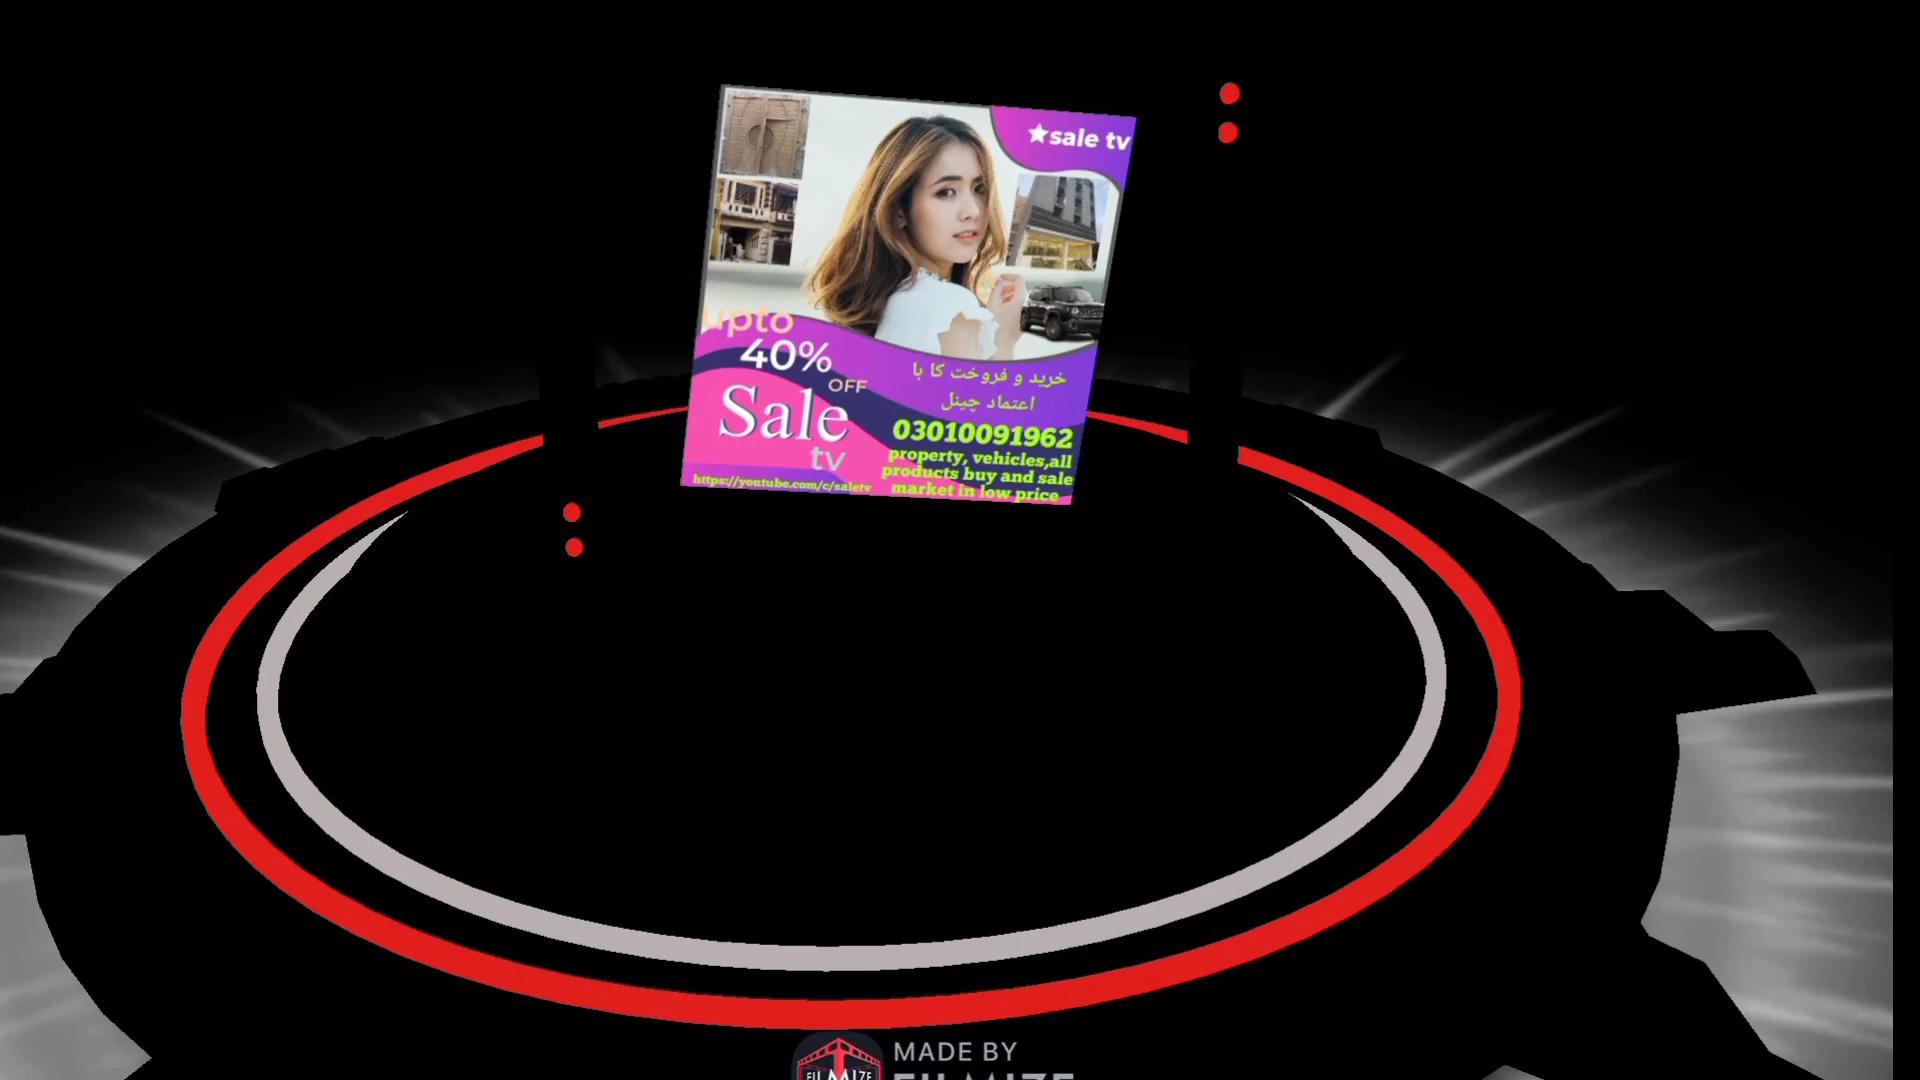 ★sale tv
upto
40%
OFF
Sale
tv
https://youtube.com/c/saletv
خرید و فروخت کا با
اعتماد چینل
03010091962
property, vehicles,all
products buy and sale
market in low price
MADE BY
FILMIZE